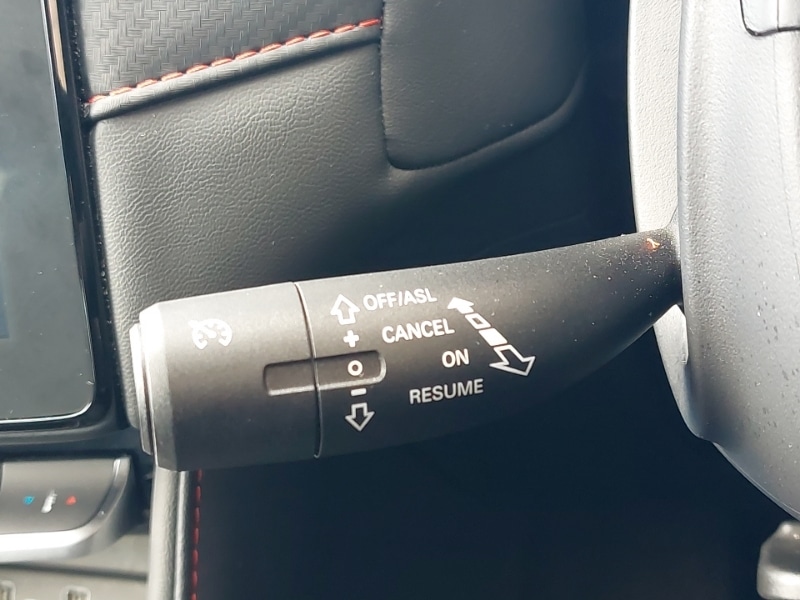 OFF/ASL
+ CANCEL
O ON
- RESUME